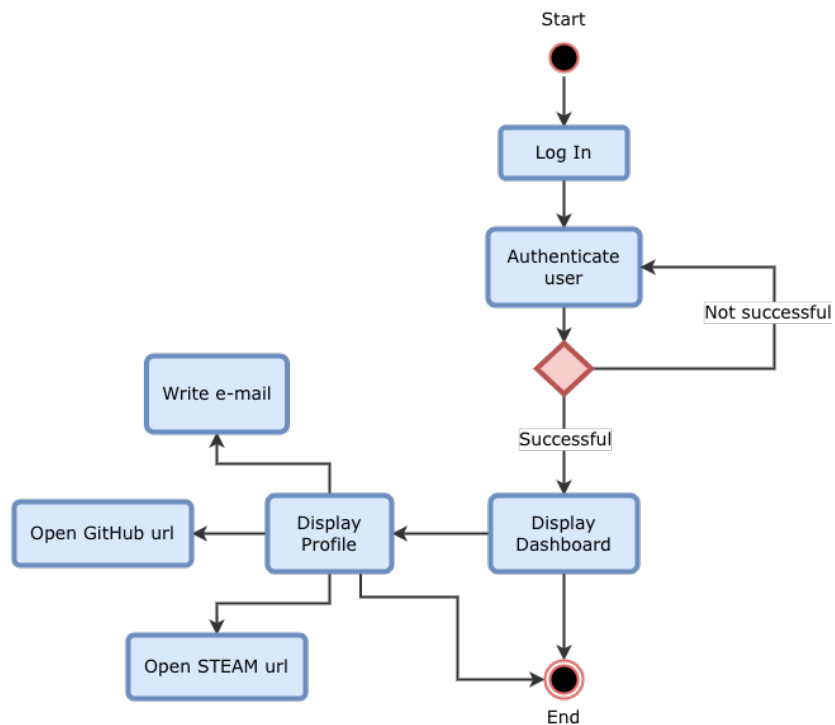 Start
Log In
Authenticate
user
Not successful
Write e-mail
Successful
Open GitHub url
Display
Profile
Display
Dashboard
Open STEAM url
End